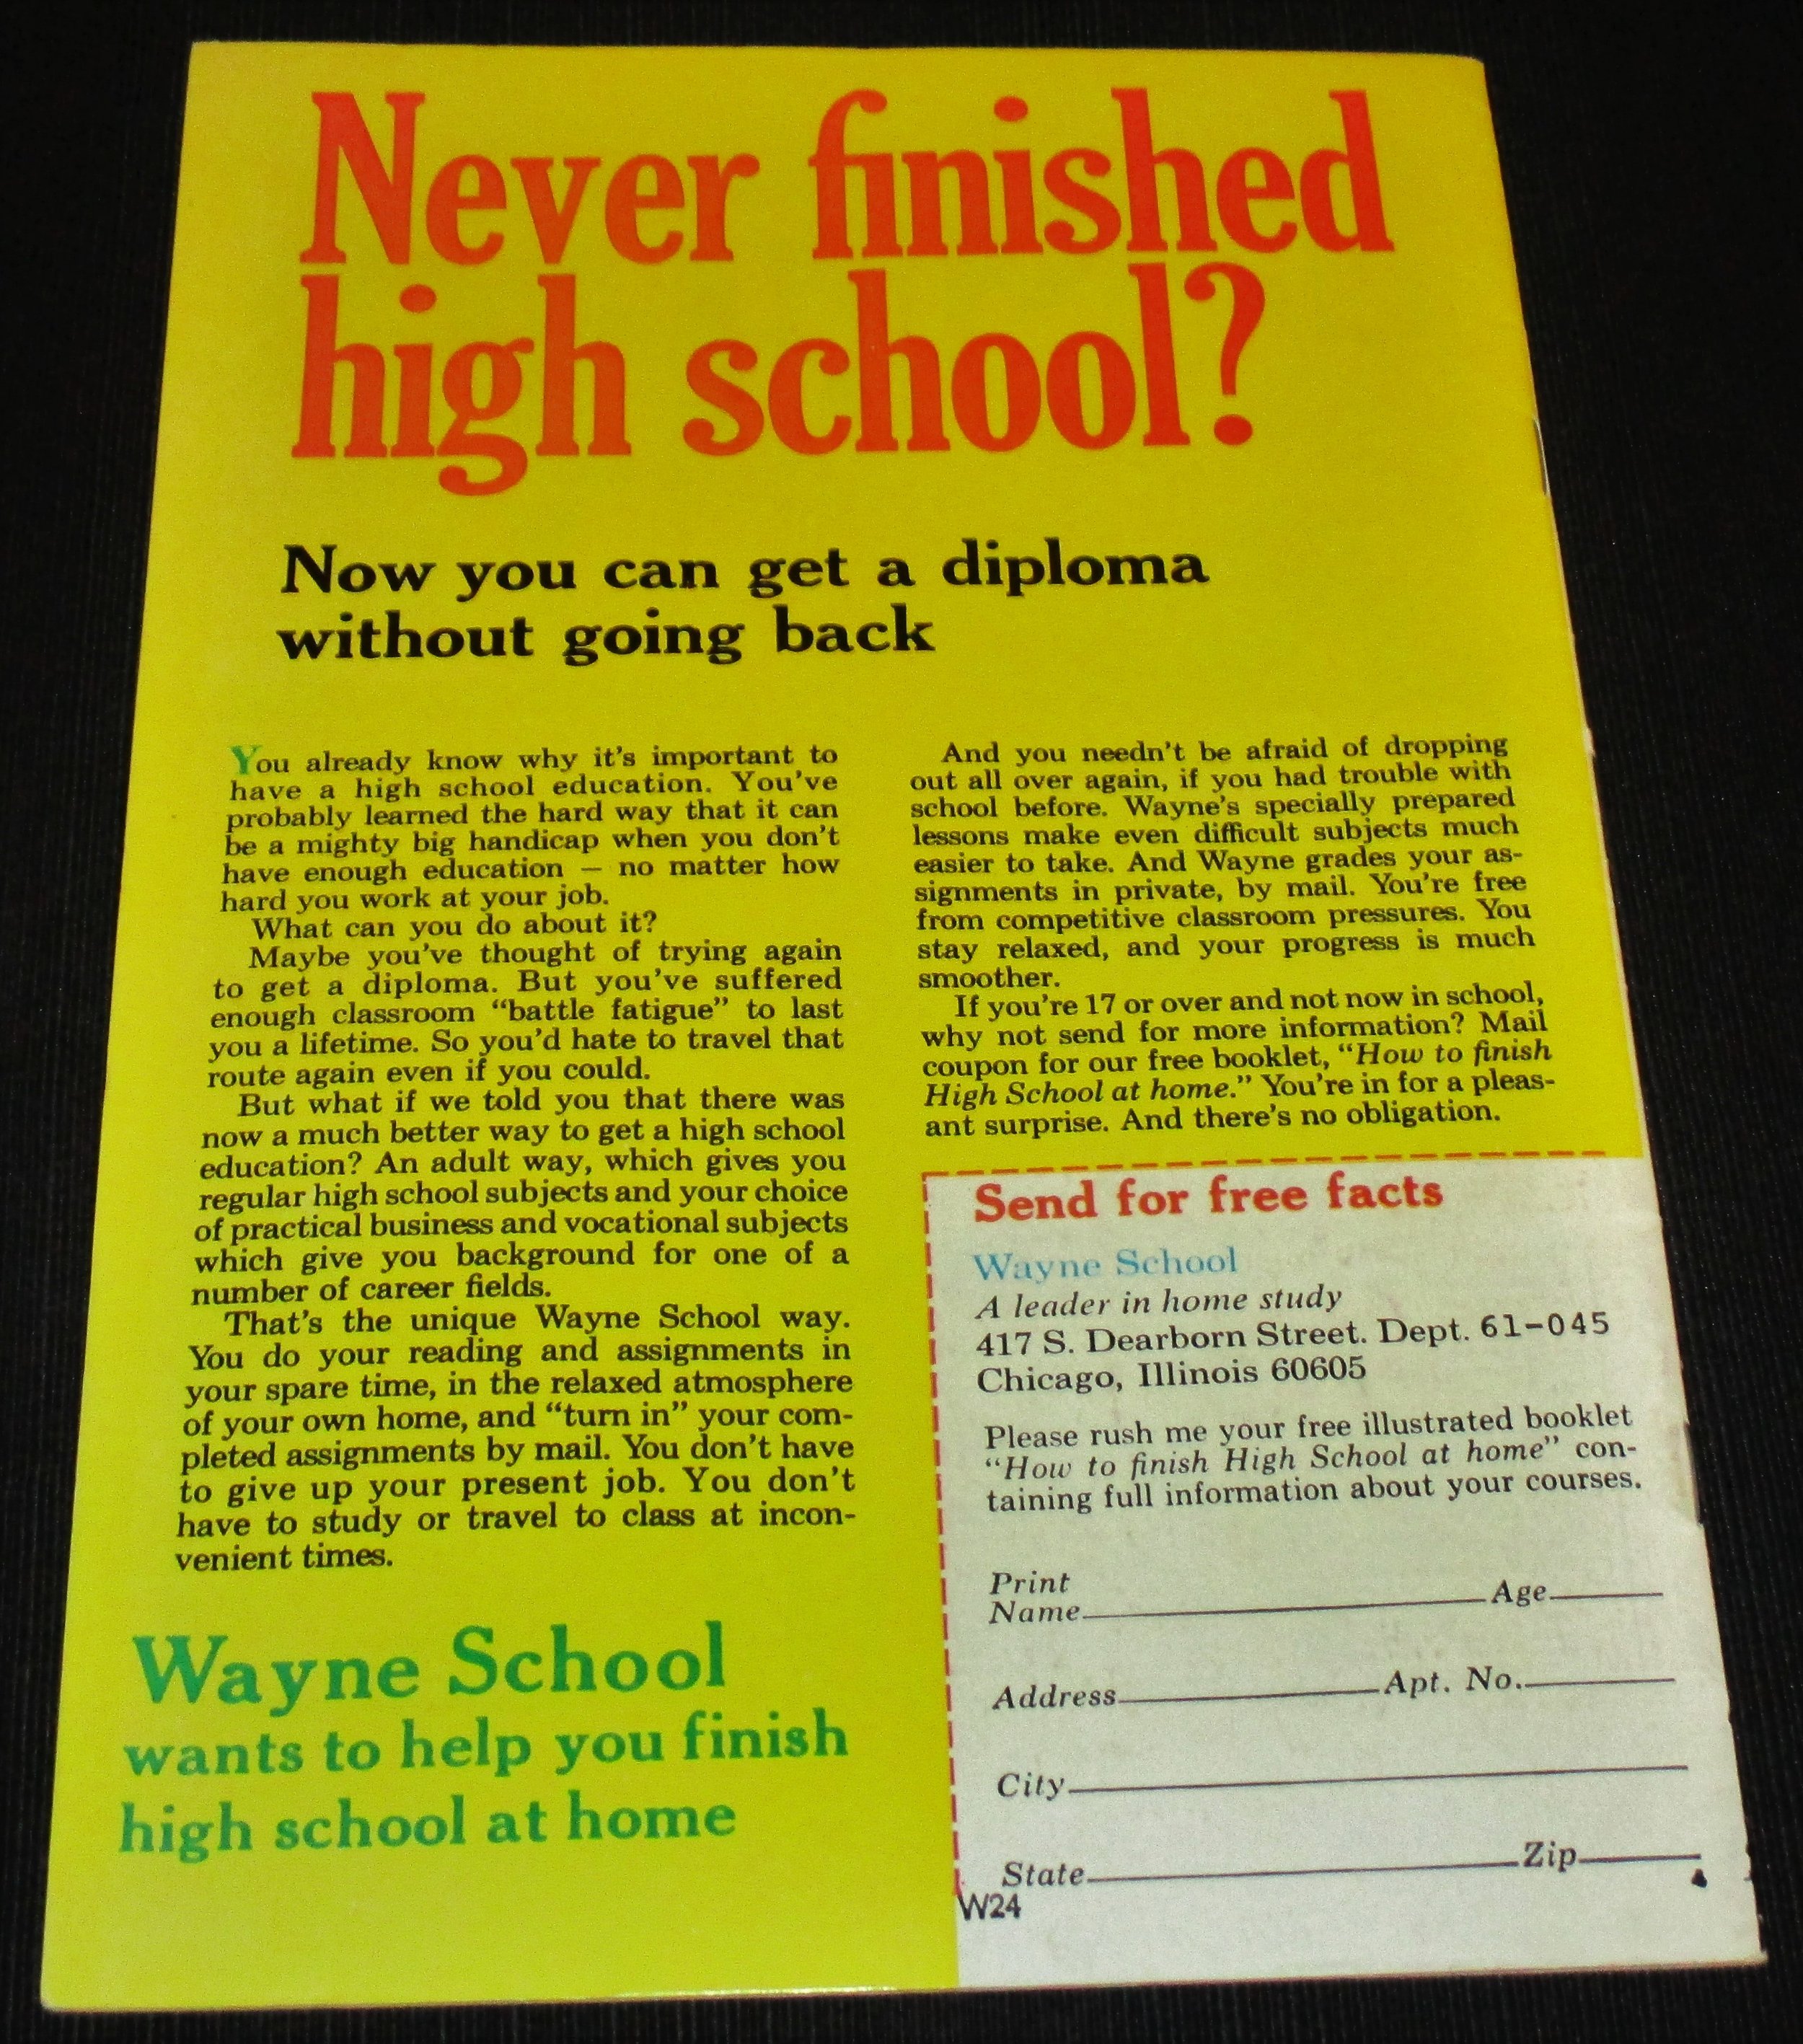 Never finished
high school?
Now you can get a diploma
without going back
You already know why it's important to
have a high school education. You've
probably learned the hard way that it can
be a mighty big handicap when you don't
have enough education — no matter how
hard you work at your job.
What can you do about it?
Maybe you've thought of trying again
to get a diploma. But you've suffered
enough classroom “battle fatigue” to last
you a lifetime. So you'd hate to travel that
route again even if you could.
But what if we told you that there was
now a much better way to get a high school
education? An adult way, which gives you
regular high school subjects and your choice
of practical business and vocational subjects
which give you background for one of a
number of career fields.
That's the unique Wayne School way.
You do your reading and assignments in
your spare time, in the relaxed atmosphere
of your own home, and “turn in” your com-
pleted assignments by mail. You don't have
to give up your present job. You don't
have to study or travel to class at incon-
venient times.
Wayne School
wants to help you finish
high school at home
And you needn't be afraid of dropping
out all over again, if you had trouble with
school before. Wayne's specially prepared
lessons make even difficult subjects much
easier to take. And Wayne grades your as-
signments in private, by mail. You're free
from competitive classroom pressures. You
stay relaxed, and your progress is much
smoother.
If you're 17 or over and not now in school,
why not send for more information? Mail
coupon for our free booklet, “How to finish
High School at home.” You're in for a pleas-
ant surprise. And there's no obligation.
Send for free facts
Wayne School
A leader in home study
417 S. Dearborn Street. Dept. 61-045
Chicago, Illinois 60605
Please rush me your free illustrated booklet
“How to finish High School at home” con-
taining full information about your courses.
Print
Name Age
Address Apt. No.
City
State Zip
W24